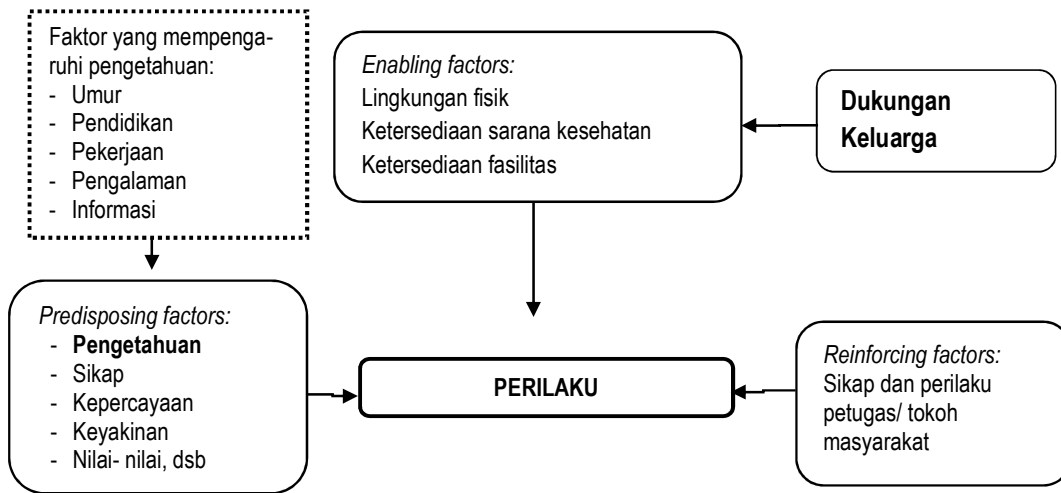 Faktor yang mempenga-
ruhi pengetahuan:
- Umur
- Pendidikan
- Pekerjaan
- Pengalaman
- Informasi
Enabling factors:
Lingkungan fisik
Ketersediaan sarana kesehatan
Ketersediaan fasilitas
Dukungan
Keluarga
Predisposing factors:
- Pengetahuan
- Sikap
- Kepercayaan
- Keyakinan
- Nilai- nilai, dsb
PERILAKU
Reinforcing factors:
Sikap dan perilaku
petugas/ tokoh
masyarakat